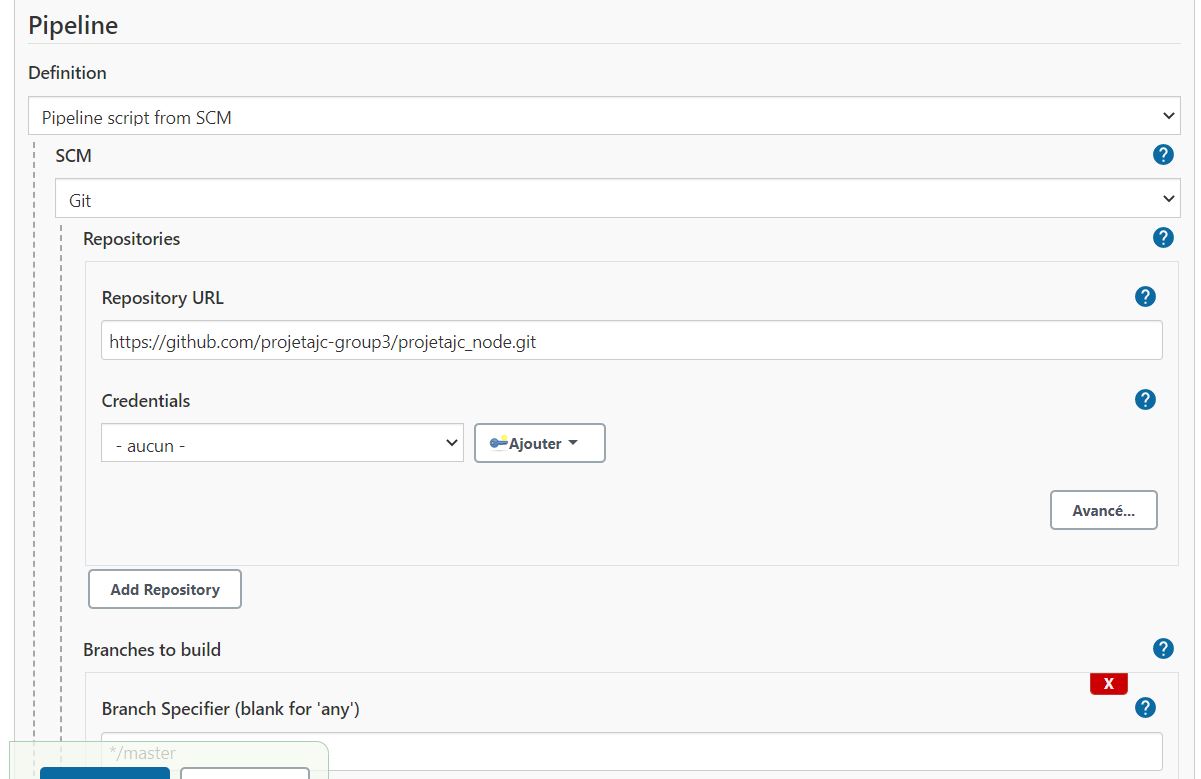 Pipeline
Definition
Pipeline script from SCM
SCM
?
Git
Repositories
?
Repository URL
?
https://github.com/projetajc-group3/projetajc_node.git
Credentials
?
- aucun -
Ajouter
Avancé...
Add Repository
Branches to build
?
X
Branch Specifier (blank for 'any')
?
*/master